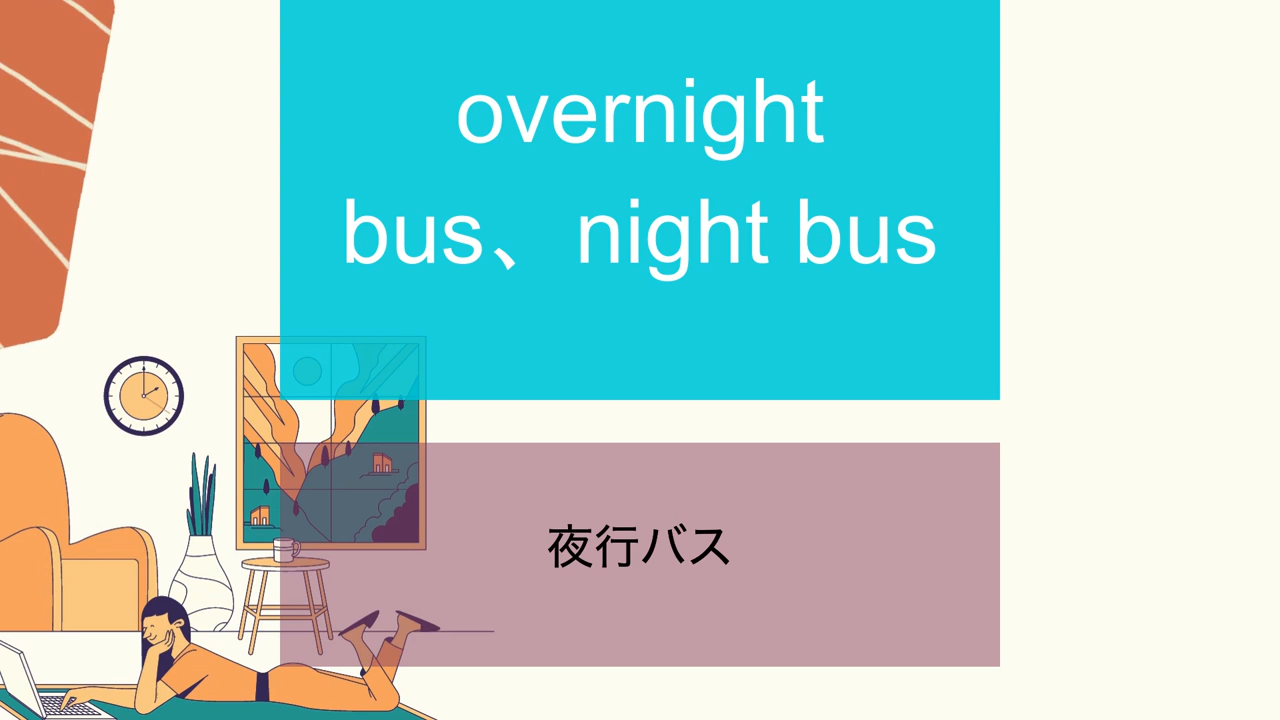 overnight
bus、night bus
夜行バス